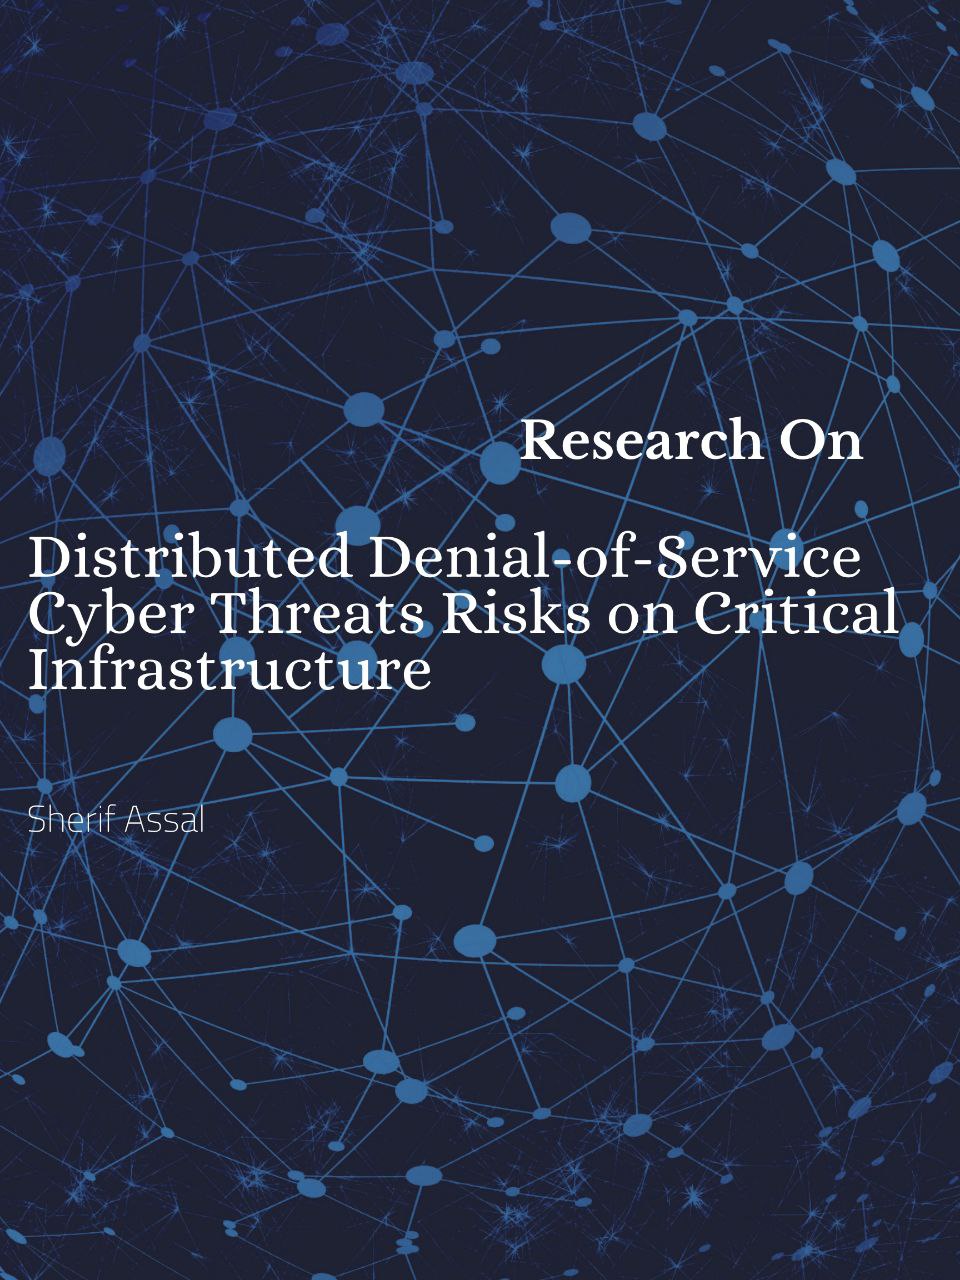 Research On
Distributed Denial-of-Service
Cyber Threats Risks on Critical
Infrastructure
Sherif Assal